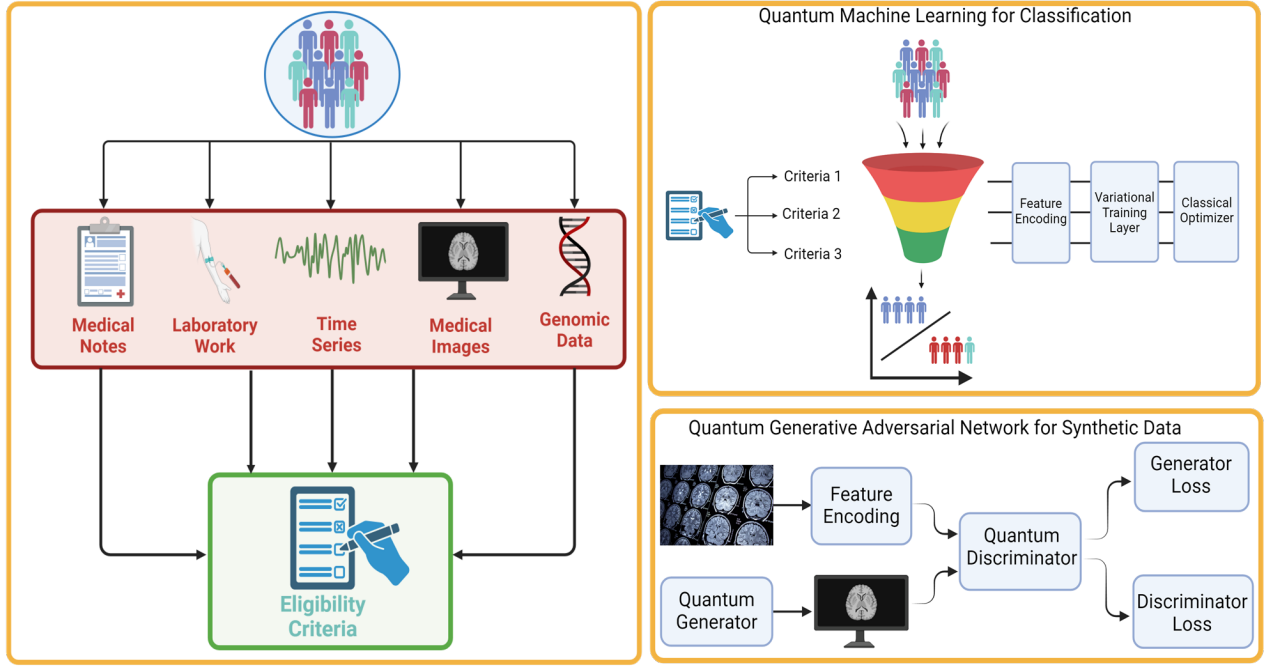 Medical
Notes
Laboratory
Work
Time
Series
Medical
Images
Genomic
Data
Eligibility
Criteria
Quantum Machine Learning for Classification
Criteria 1
Criteria 2
Criteria 3
Feature
Encoding
Variational
Training
Layer
Classical
Optimizer
Quantum Generative Adversarial Network for Synthetic Data
Feature
Encoding
Quantum
Generator
Quantum
Discriminator
Generator
Loss
Discriminator
Loss